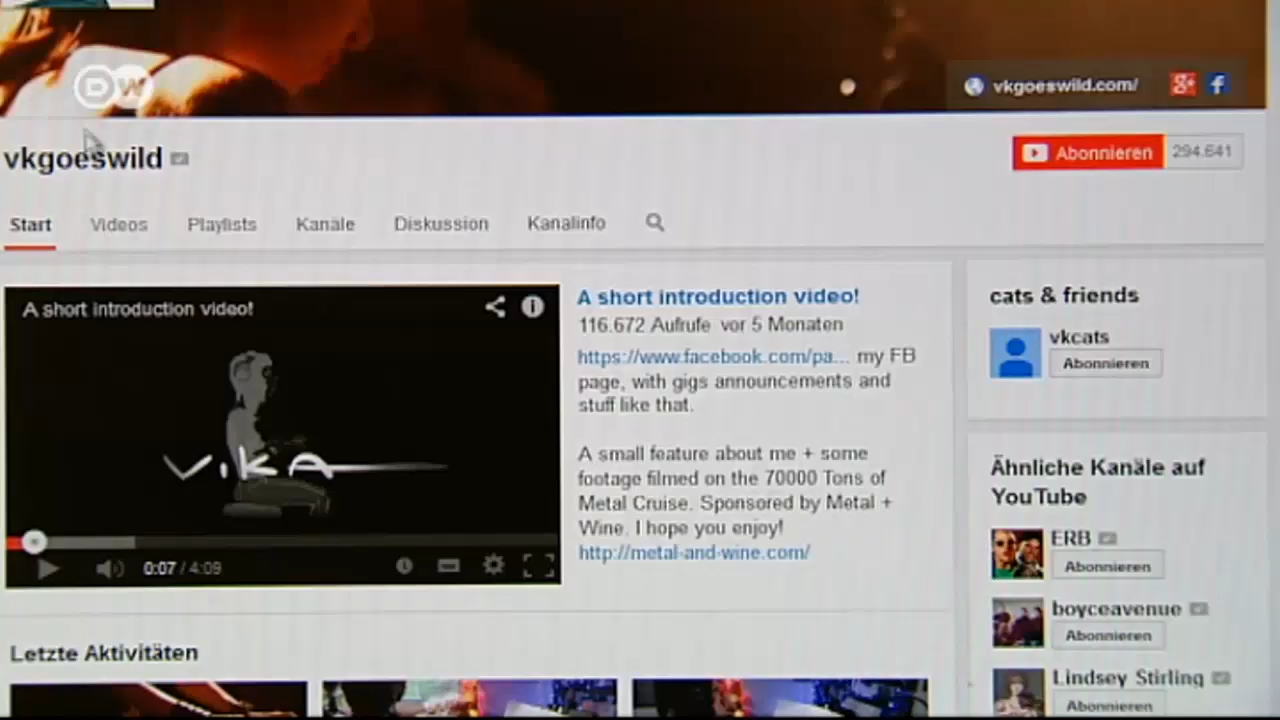 DW
vkgoeswild.com/
vkgoeswild
Abonnieren 294.641
Start Videos Playlists Kanäle Diskussion Kanalinfo
A short introduction video!
VIKA
0:07 / 4:09
A short introduction video!
116.672 Aufrufe vor 5 Monaten
https://www.facebook.com/pa... my FB
page, with gigs announcements and
stuff like that.
A small feature about me + some
footage filmed on the 70000 Tons of
Metal Cruise. Sponsored by Metal +
Wine. I hope you enjoy!
http://metal-and-wine.com/
cats & friends
vkcats
Abonnieren
Ähnliche Kanäle auf
YouTube
ERB
Abonnieren
boyceavenue
Abonnieren
Lindsey Stirling
Abonnieren
Letzte Aktivitäten